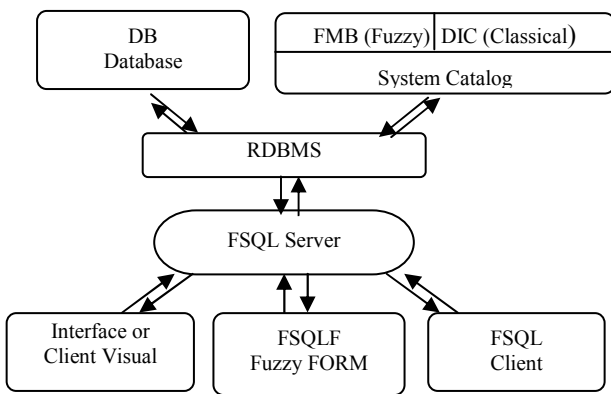 DB
Database
FMB (Fuzzy) DIC (Classical)
System Catalog
RDBMS
FSQL Server
Interface or
Client Visual
FSQLF
Fuzzy FORM
FSQL
Client